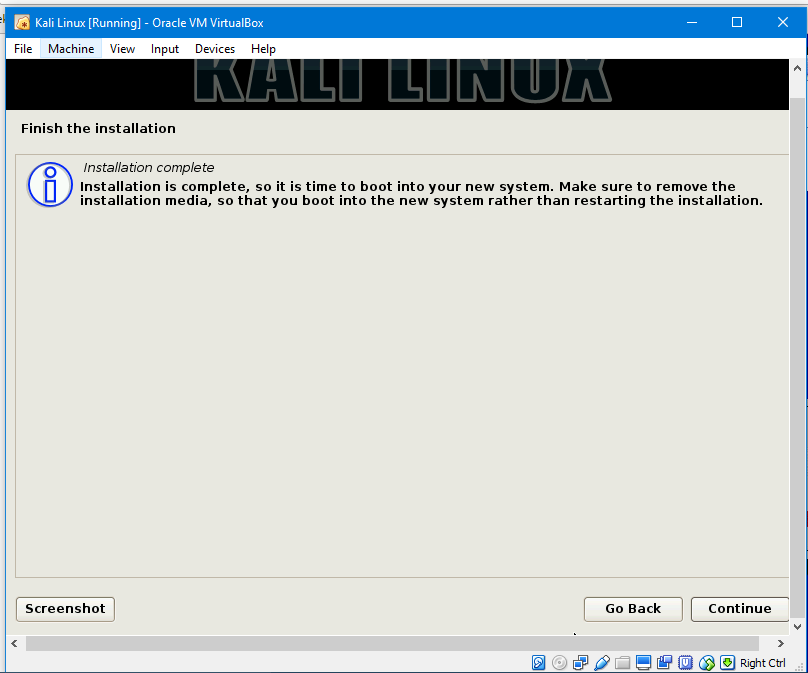 Kali Linux [Running] - Oracle VM VirtualBox
File Machine View Input Devices Help
KALI LINUX
Finish the installation
Installation complete
Installation is complete, so it is time to boot into your new system. Make sure to remove the
installation media, so that you boot into the new system rather than restarting the installation.
Screenshot Go Back Continue
Right Ctrl